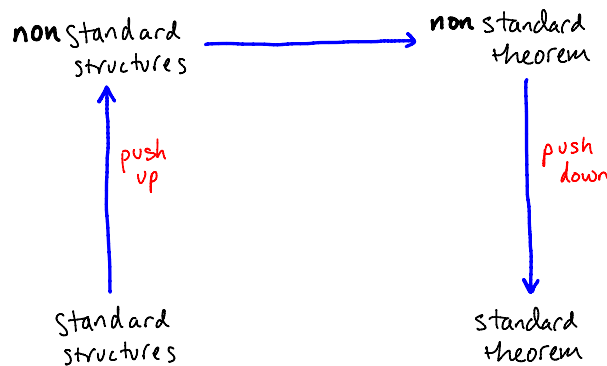 non standard
structures
non standard
theorem
push
up
push
down
standard
structures
standard
theorem